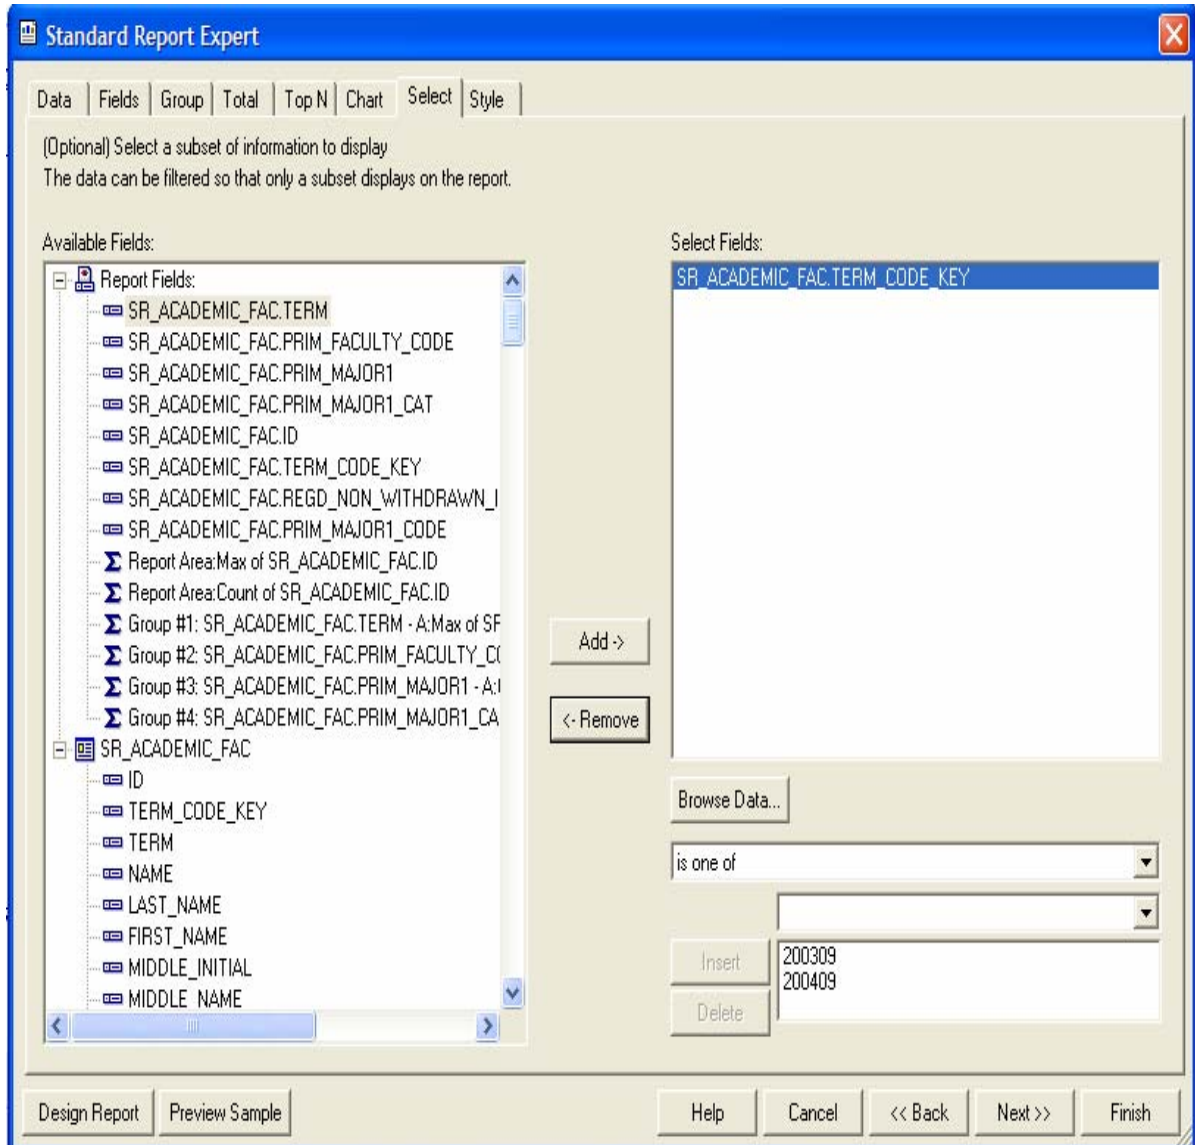 Standard Report Expert
Data Fields Group Total Top N Chart Select Style
(Optional) Select a subset of information to display
The data can be filtered so that only a subset displays on the report.
Available Fields:
Report Fields:
SR_ACADEMIC_FAC.TERM
SR_ACADEMIC_FAC.PRIM_FACULTY_CODE
SR_ACADEMIC_FAC.PRIM_MAJOR1
SR_ACADEMIC_FAC.PRIM_MAJOR1_CAT
SR_ACADEMIC_FAC.ID
SR_ACADEMIC_FAC.TERM_CODE_KEY
SR_ACADEMIC_FAC.REGD_NON_WITHDRAWN_I
SR_ACADEMIC_FAC.PRIM_MAJOR1_CODE
Report Area:Max of SR_ACADEMIC_FAC.ID
Report Area:Count of SR_ACADEMIC_FAC.ID
Group #1: SR_ACADEMIC_FAC.TERM - A:Max of SF
Group #2: SR_ACADEMIC_FAC.PRIM_FACULTY_C
Group #3: SR_ACADEMIC_FAC.PRIM_MAJOR1 - A:
Group #4: SR_ACADEMIC_FAC.PRIM_MAJOR1_CA
SR_ACADEMIC_FAC
ID
TERM_CODE_KEY
TERM
NAME
LAST_NAME
FIRST_NAME
MIDDLE_INITIAL
MIDDLE_NAME
Add ->
<- Remove
Select Fields:
SR_ACADEMIC_FAC.TERM_CODE_KEY
Browse Data...
is one of
Insert
Delete
200309
200409
Design Report Preview Sample Help Cancel << Back Next >> Finish